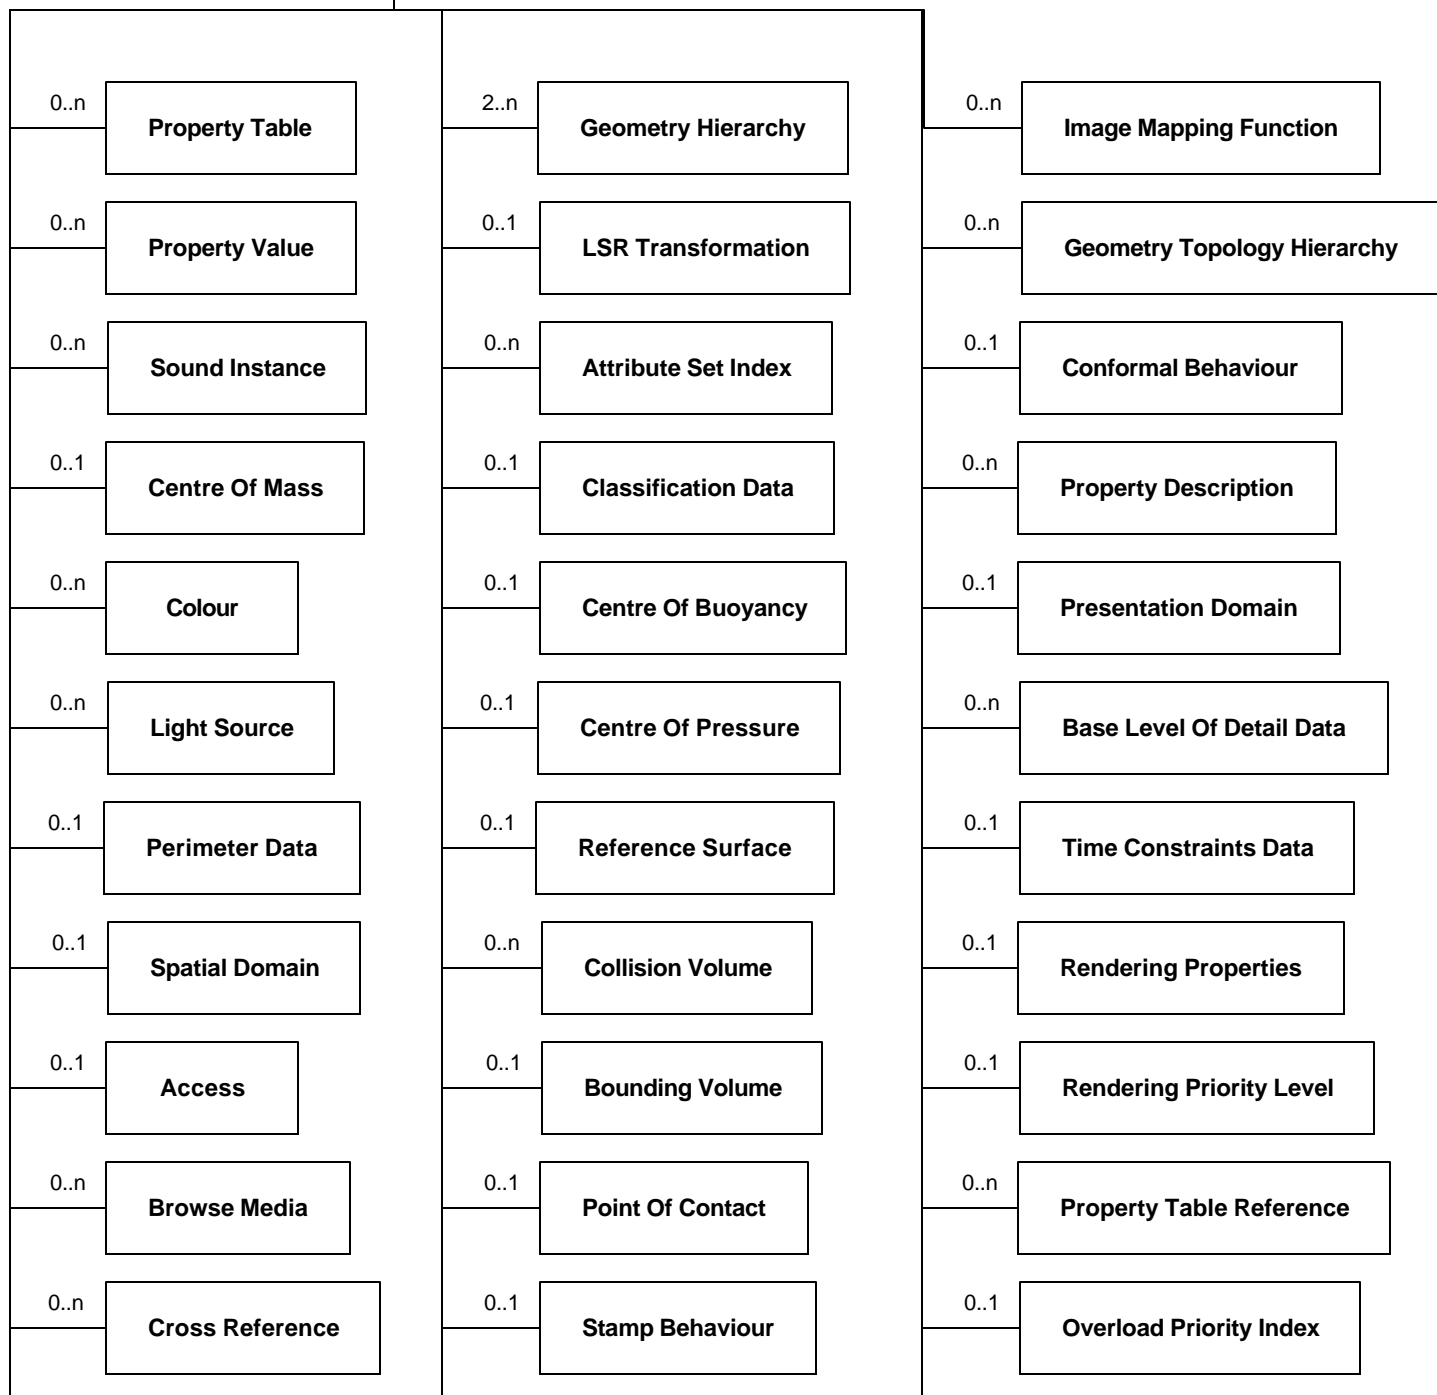 0..n
Property Table
2..n
Geometry Hierarchy
0..n
Image Mapping Function
0..n
Property Value
0..1
LSR Transformation
0..n
Geometry Topology Hierarchy
0..n
Sound Instance
0..n
Attribute Set Index
0..1
Conformal Behaviour
0..1
Centre Of Mass
0..1
Classification Data
0..n
Property Description
0..n
Colour
0..1
Centre Of Buoyancy
0..1
Presentation Domain
0..n
Light Source
0..1
Centre Of Pressure
0..n
Base Level Of Detail Data
0..1
Perimeter Data
0..1
Reference Surface
0..1
Time Constraints Data
0..1
Spatial Domain
0..n
Collision Volume
0..1
Rendering Properties
0..1
Access
0..1
Bounding Volume
0..1
Rendering Priority Level
0..n
Browse Media
0..1
Point Of Contact
0..n
Property Table Reference
0..n
Cross Reference
0..1
Stamp Behaviour
0..1
Overload Priority Index